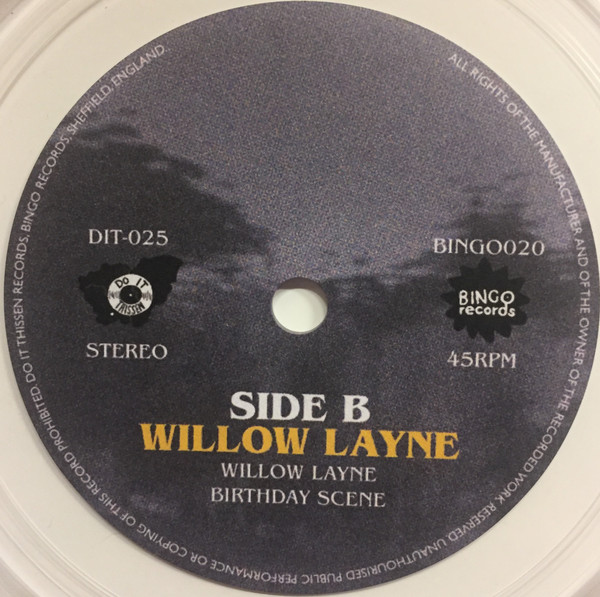 ALL RIGHTS OF THE MANUFACTURER AND OF THE OWNER OF THE RECORDED WORK RESERVED. UNAUTHORISED PUBLIC PERFORMANCE OR COPYING OF THIS RECORD PROHIBITED. DO IT THISSEN RECORDS, BINGO RECORDS, SHEFFIELD, ENGLAND.
DIT-025
BINGO020
DO IT
THISSEN
BINGO
records
STEREO
45RPM
SIDE B
WILLOW LAYNE
WILLOW LAYNE
BIRTHDAY SCENE